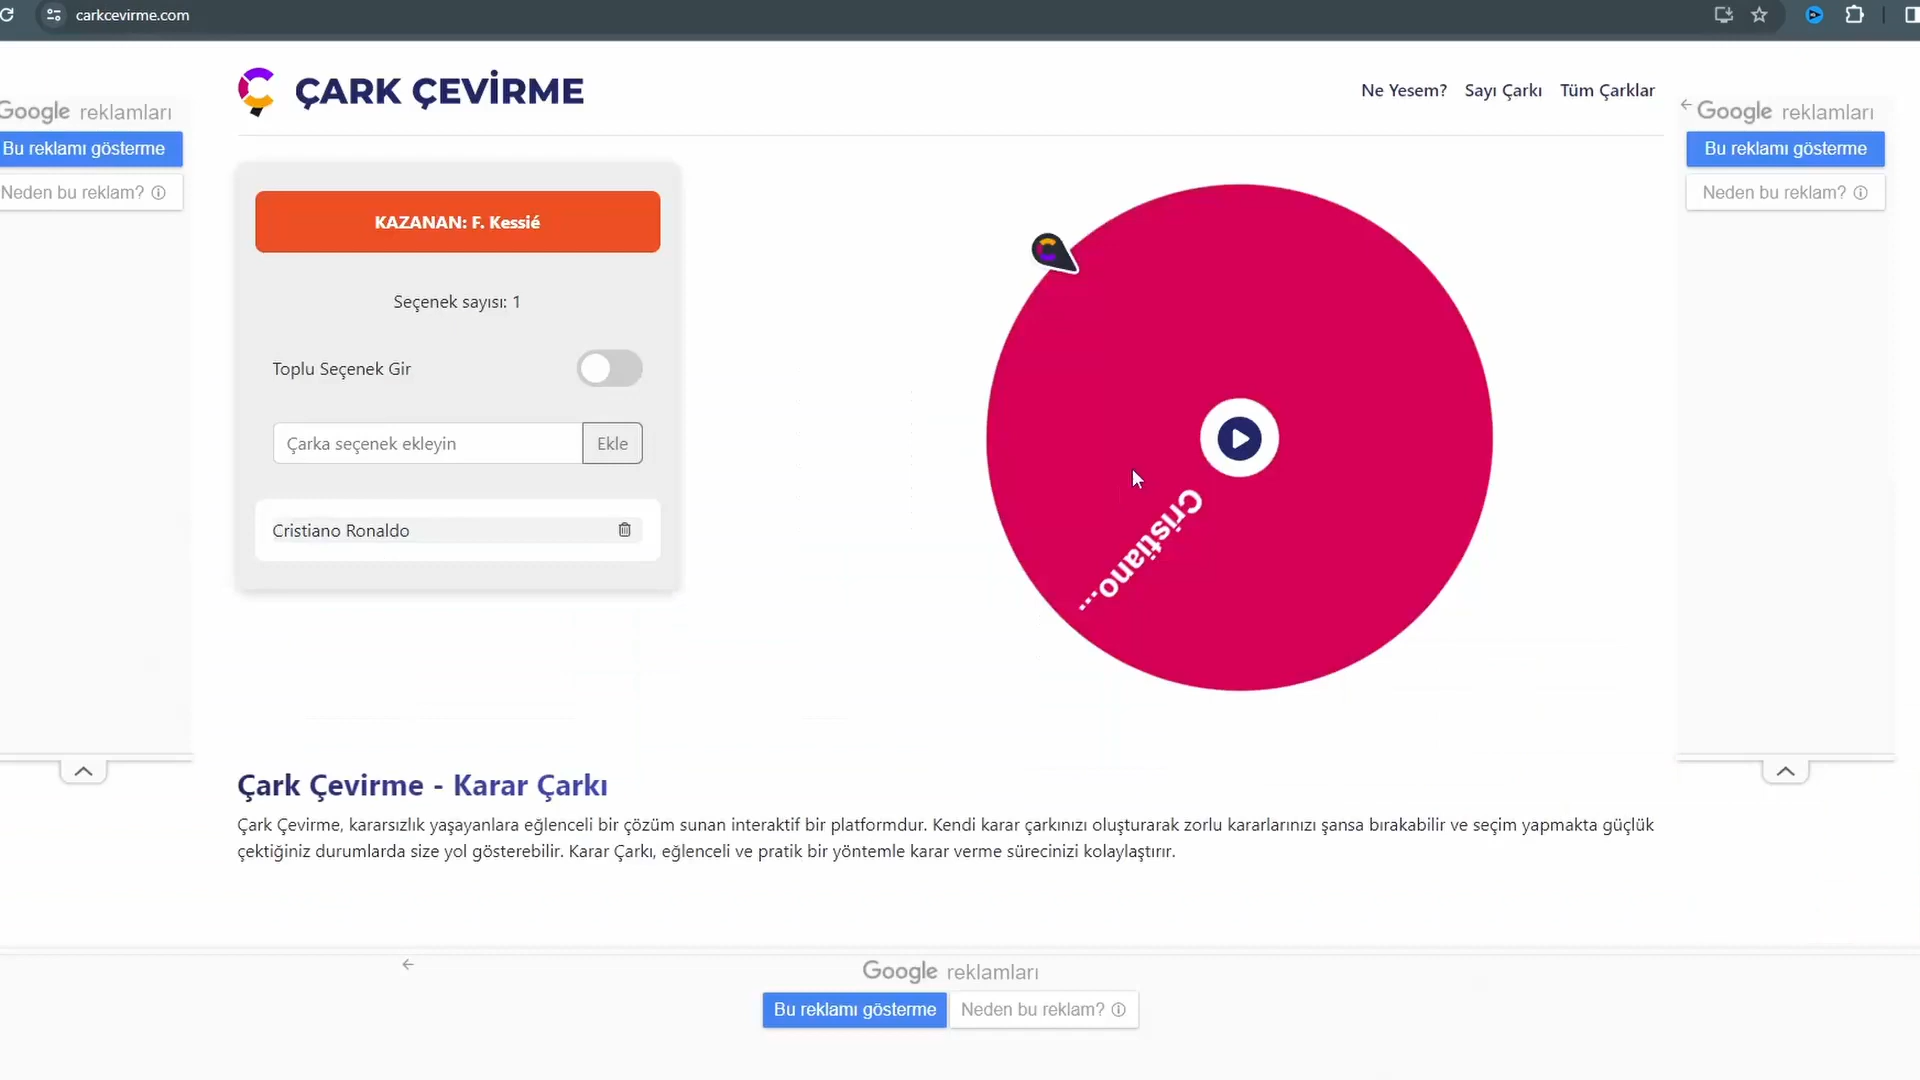 carkcevirme.com
ÇARK ÇEVİRME
Ne Yesem? Sayı Çarkı Tüm Çarklar
Google reklamları
Bu reklamı gösterme
Neden bu reklam?
KAZANAN: F. Kessié
Seçenek sayısı: 1
Toplu Seçenek Gir
Çarka seçenek ekleyin Ekle
Cristiano Ronaldo
Cristiano...
Google reklamları
Bu reklamı gösterme
Neden bu reklam?
Çark Çevirme - Karar Çarkı
Çark Çevirme, kararsızlık yaşayanlara eğlenceli bir çözüm sunan interaktif bir platformdur. Kendi karar çarkınızı oluşturarak zorlu kararlarınızı şansa bırakabilir ve seçim yapmakta güçlük
çektiğiniz durumlarda size yol gösterebilir. Karar Çarkı, eğlenceli ve pratik bir yöntemle karar verme sürecinizi kolaylaştırır.
Google reklamları
Bu reklamı gösterme Neden bu reklam?